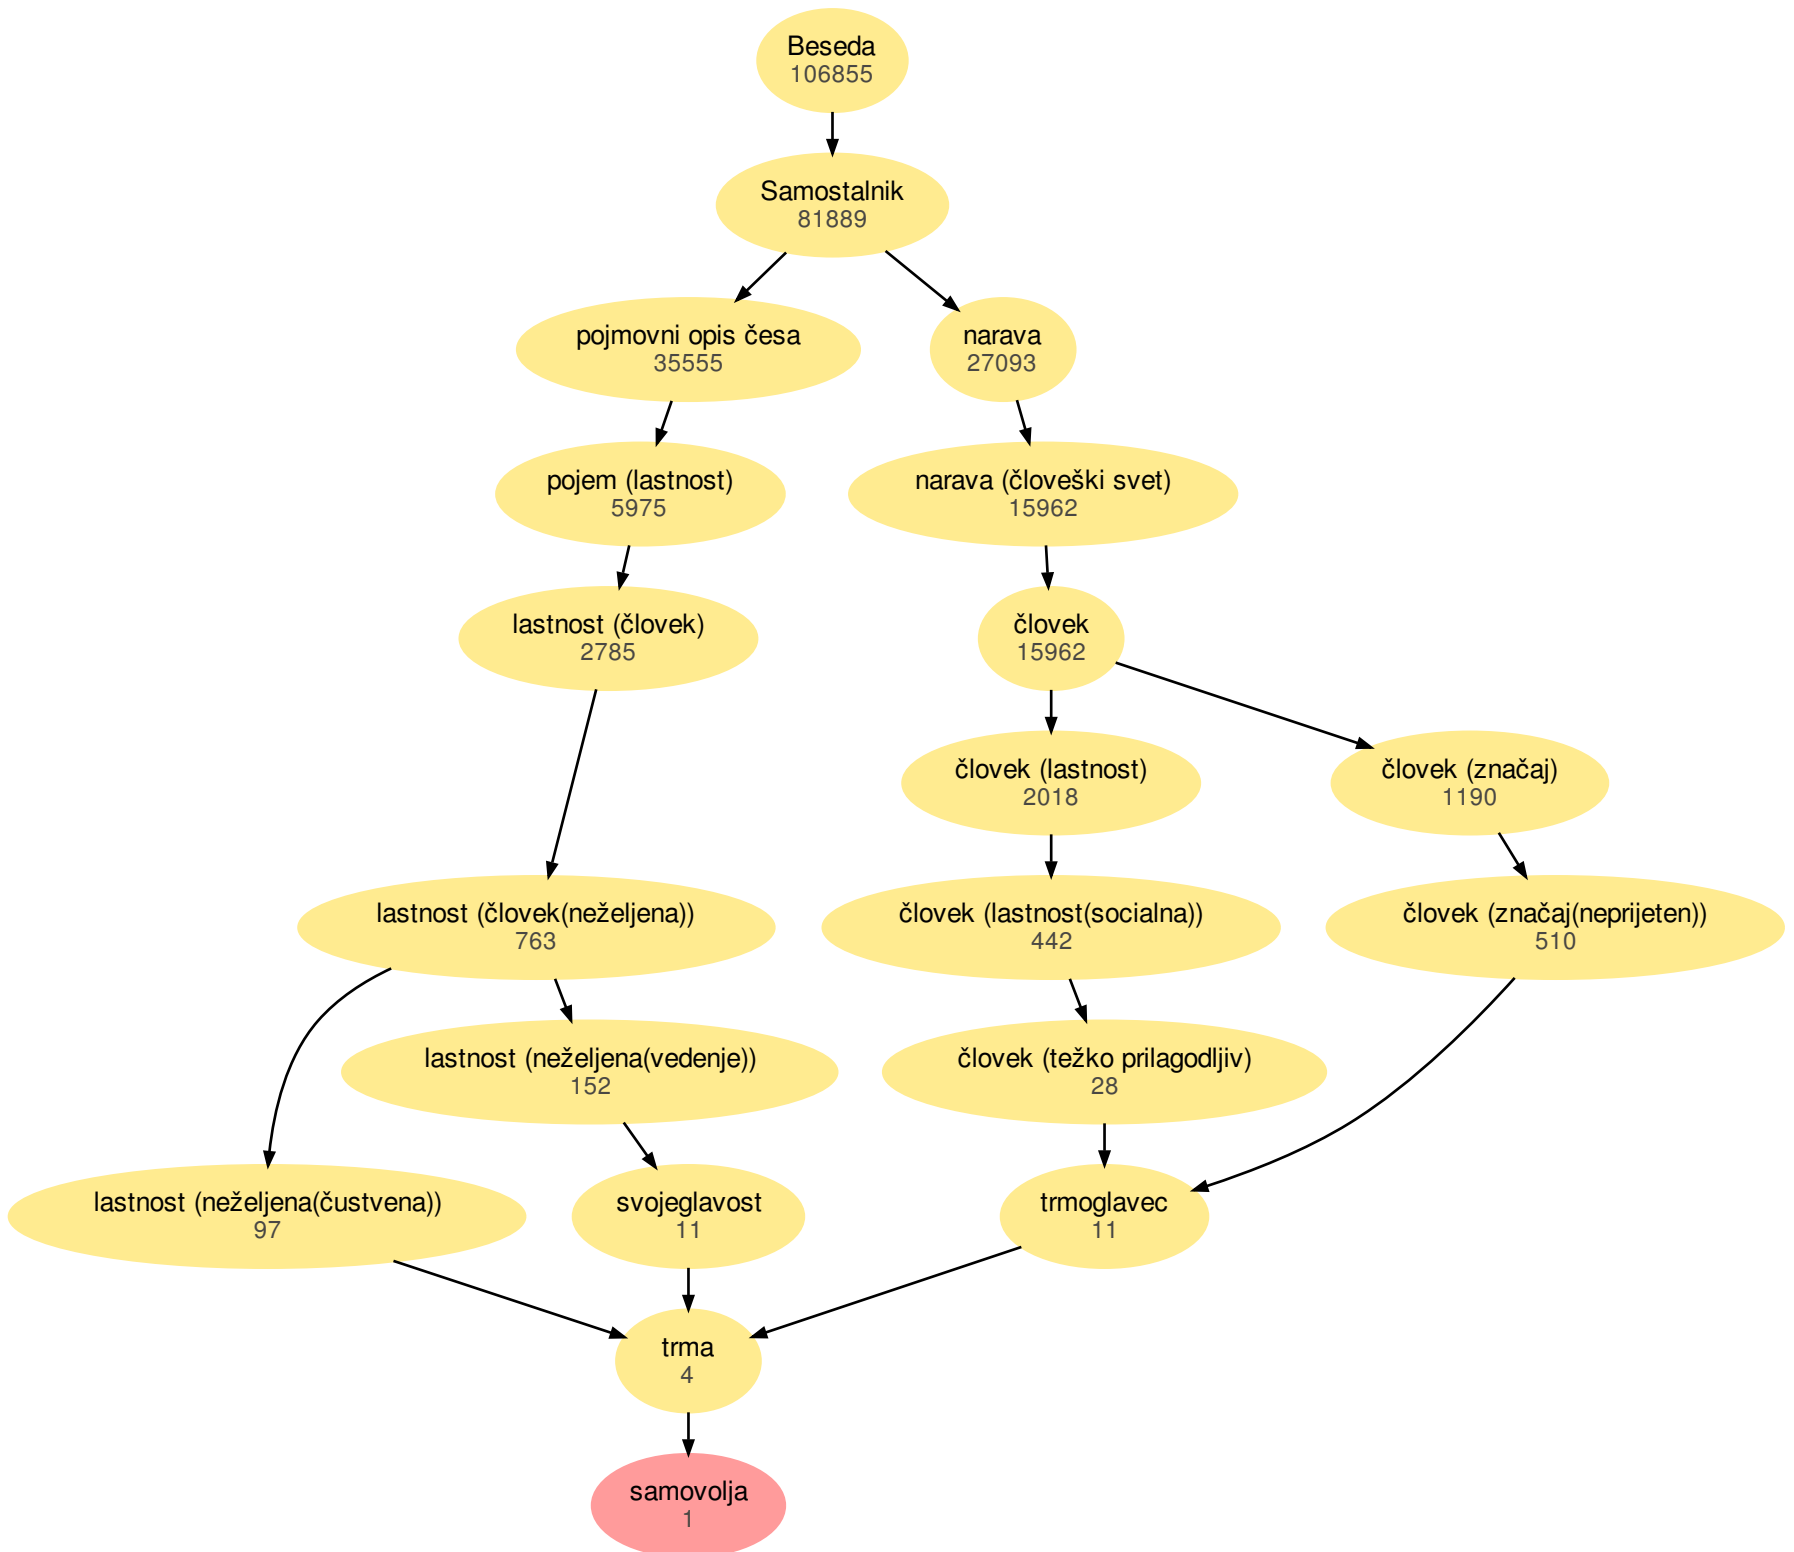 Beseda
106855
Samostalnik
81889
pojmovni opis česa
35555
narava
27093
pojem (lastnost)
5975
narava (človeški svet)
15962
lastnost (človek)
2785
človek
15962
človek (lastnost)
2018
človek (značaj)
1190
lastnost (človek(neželjena))
763
človek (lastnost(socialna))
442
človek (značaj(neprijeten))
510
lastnost (neželjena(vedenje))
152
človek (težko prilagodljiv)
28
lastnost (neželjena(čustvena))
97
svojeglavost
11
trmoglavec
11
trma
4
samovolja
1